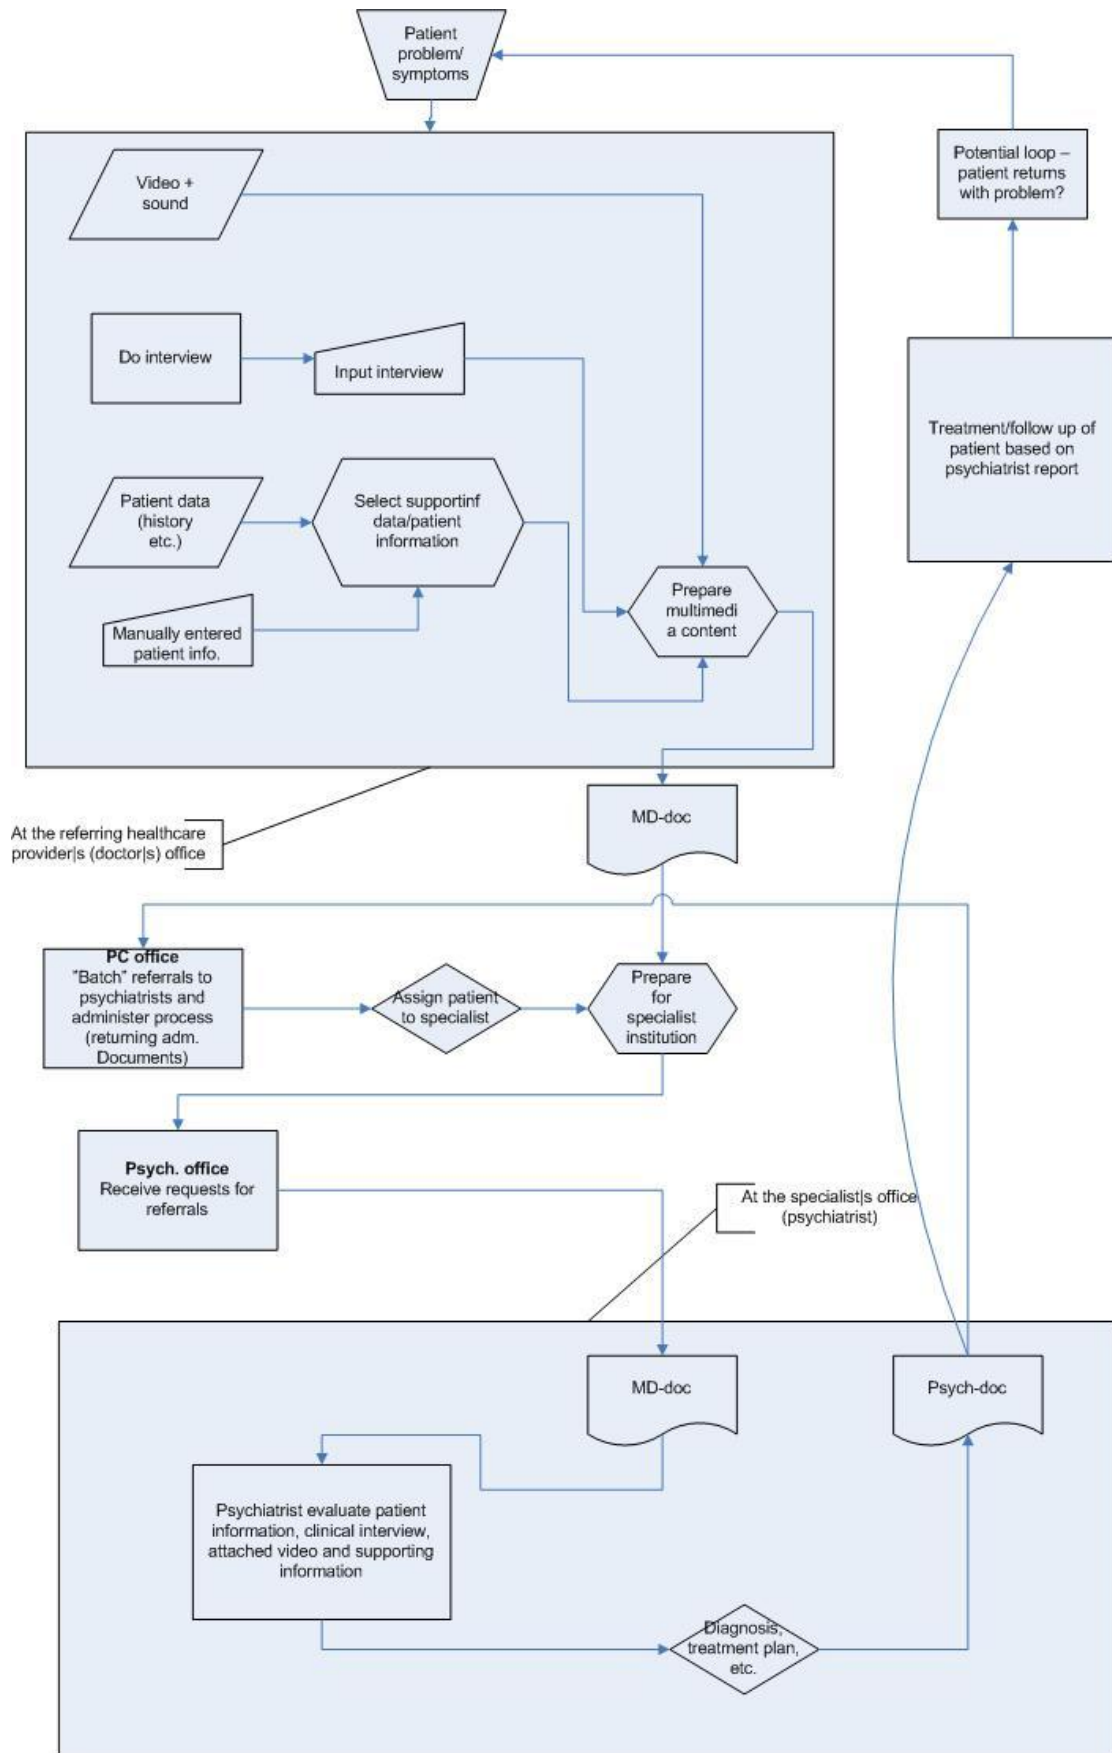 Patient
problem/
symptoms
Potential loop –
patient returns
with problem?
Video +
sound
Do interview
Input interview
Treatment/follow up of
patient based on
psychiatrist report
Patient data
(history
etc.)
Select supportinf
data/patient
information
Manually entered
patient info.
Prepare
multimedi
a content
MD-doc
At the referring healthcare
provider|s (doctor|s) office
PC office
"Batch" referrals to
psychiatrists and
administer process
(returning adm.
Documents)
Assign patient
to specialist
Prepare
for
specialist
institution
Psych. office
Receive requests for
referrals
At the specialist|s office
(psychiatrist)
MD-doc
Psych-doc
Psychiatrist evaluate patient
information, clinical interview,
attached video and supporting
information
Diagnosis,
treatment plan,
etc.